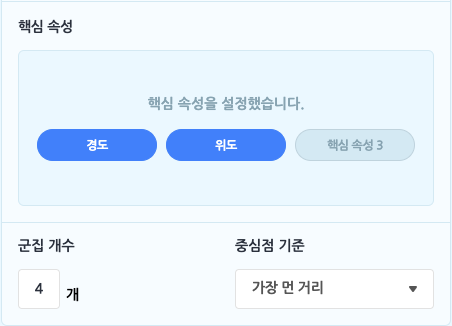 핵심 속성
핵심 속성을 설정했습니다.
경도 위도 핵심 속성 3
군집 개수 중심점 기준
4 개 가장 먼 거리